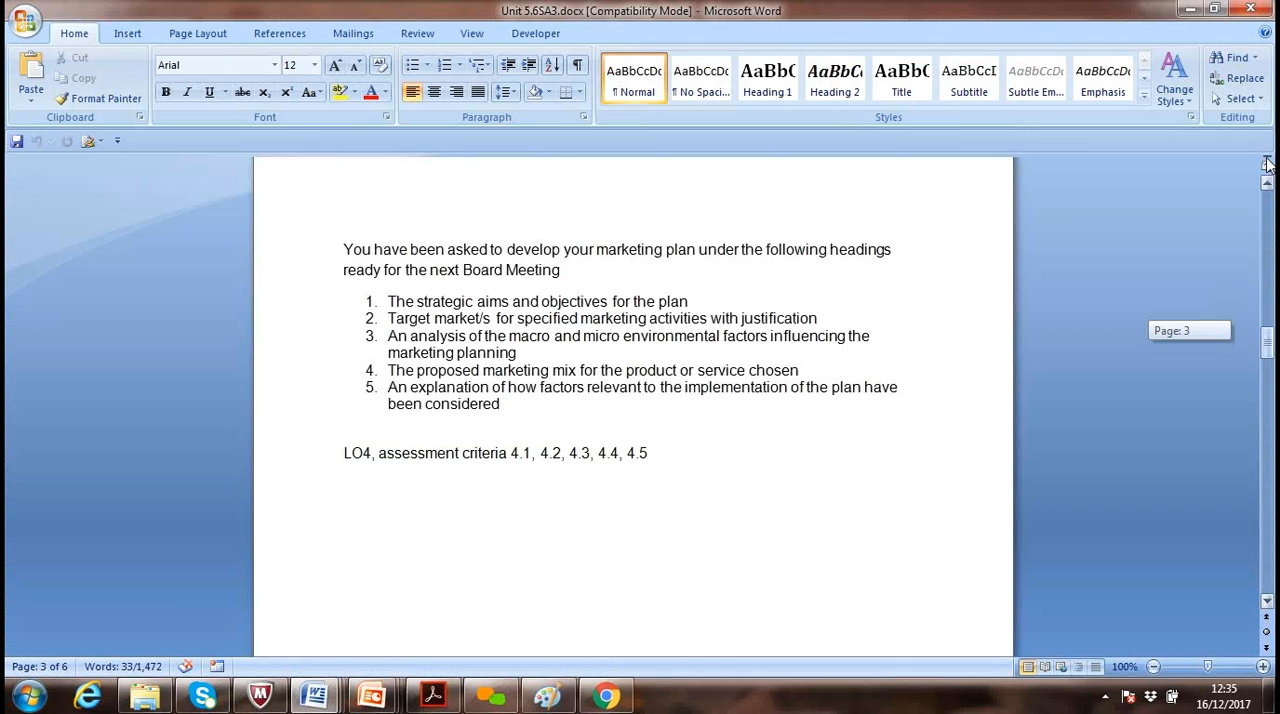 Unit 5.6SA3.docx [Compatibility Mode] - Microsoft Word
Home Insert Page Layout References Mailings Review View Developer
Cut
Copy
Format Painter
Paste
Clipboard
Arial 12
Font
Paragraph
AaBbCcDc AaBbCcDc AaBbC AaBbC AaBbC AaBbCcI AaBbCcDc AaBbCcDc
¶ Normal ¶ No Spaci... Heading 1 Heading 2 Title Subtitle Subtle Em... Emphasis
Styles
Change
Styles
Find
Replace
Select
Editing
You have been asked to develop your marketing plan under the following headings
ready for the next Board Meeting
1. The strategic aims and objectives for the plan
2. Target market/s for specified marketing activities with justification
3. An analysis of the macro and micro environmental factors influencing the
marketing planning
4. The proposed marketing mix for the product or service chosen
5. An explanation of how factors relevant to the implementation of the plan have
been considered
LO4, assessment criteria 4.1, 4.2, 4.3, 4.4, 4.5
Page: 3
Page: 3 of 6 Words: 33/1,472 100%
12:35
16/12/2017